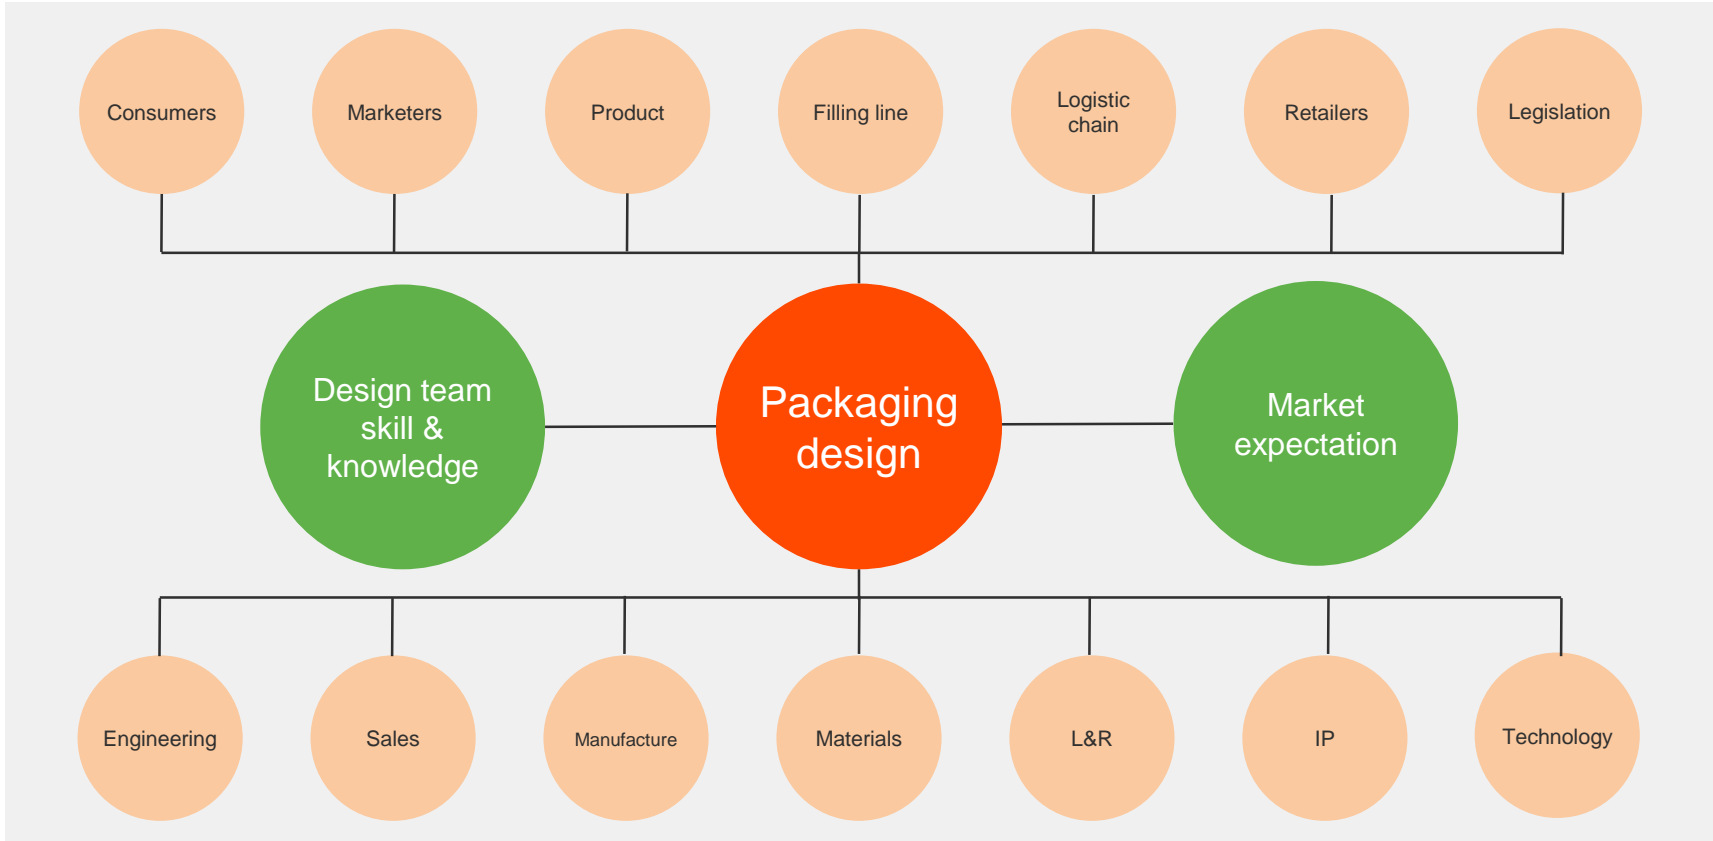 Consumers
Marketers
Product
Filling line
Logistic
chain
Retailers
Legislation
Design team
skill &
knowledge
Packaging
design
Market
expectation
Engineering
Sales
Manufacture
Materials
L&R
IP
Technology